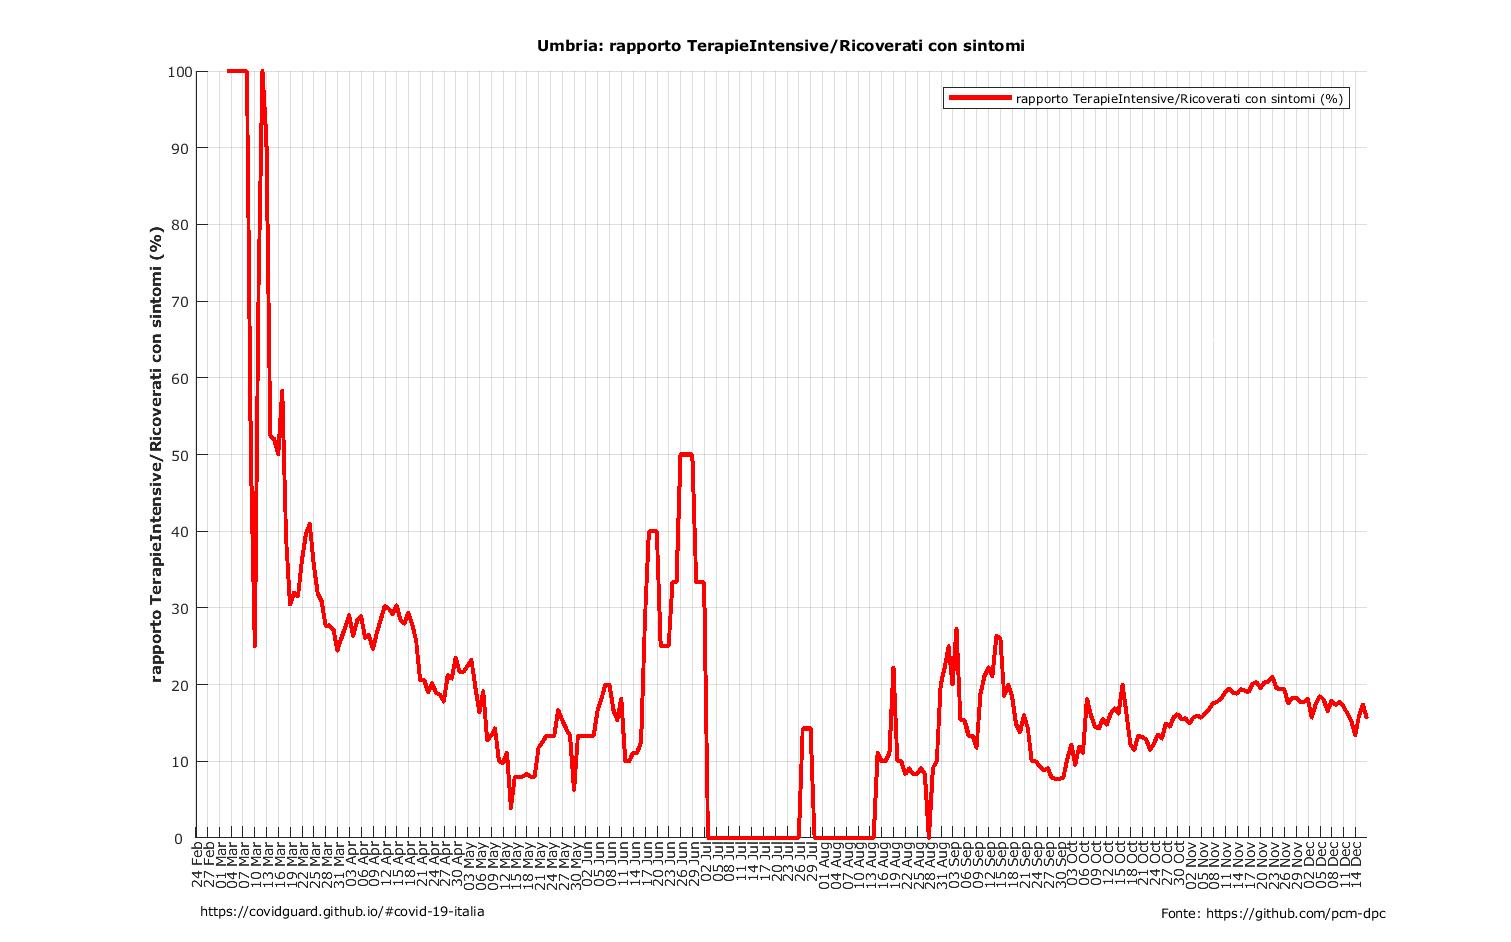 Umbria: rapporto TerapieIntensive/Ricoverati con sintomi
rapporto TerapieIntensive/Ricoverati con sintomi (%)
rapporto TerapieIntensive/Ricoverati con sintomi (%)
100
90
80
70
60
50
40
30
20
10
0
24 Feb
27 Feb
01 Mar
04 Mar
07 Mar
10 Mar
13 Mar
16 Mar
19 Mar
22 Mar
25 Mar
28 Mar
31 Mar
03 Apr
06 Apr
09 Apr
12 Apr
15 Apr
18 Apr
21 Apr
24 Apr
27 Apr
30 Apr
03 May
06 May
09 May
12 May
15 May
18 May
21 May
24 May
27 May
30 May
02 Jun
05 Jun
08 Jun
11 Jun
14 Jun
17 Jun
20 Jun
23 Jun
26 Jun
29 Jun
02 Jul
05 Jul
08 Jul
11 Jul
14 Jul
17 Jul
20 Jul
23 Jul
26 Jul
29 Jul
01 Aug
04 Aug
07 Aug
10 Aug
13 Aug
16 Aug
19 Aug
22 Aug
25 Aug
28 Aug
31 Aug
03 Sep
06 Sep
09 Sep
12 Sep
15 Sep
18 Sep
21 Sep
24 Sep
27 Sep
30 Sep
03 Oct
06 Oct
09 Oct
12 Oct
15 Oct
18 Oct
21 Oct
24 Oct
27 Oct
30 Oct
02 Nov
05 Nov
08 Nov
11 Nov
14 Nov
17 Nov
20 Nov
23 Nov
26 Nov
29 Nov
02 Dec
05 Dec
08 Dec
11 Dec
14 Dec
https://covidguard.github.io/#covid-19-italia
Fonte: https://github.com/pcm-dpc